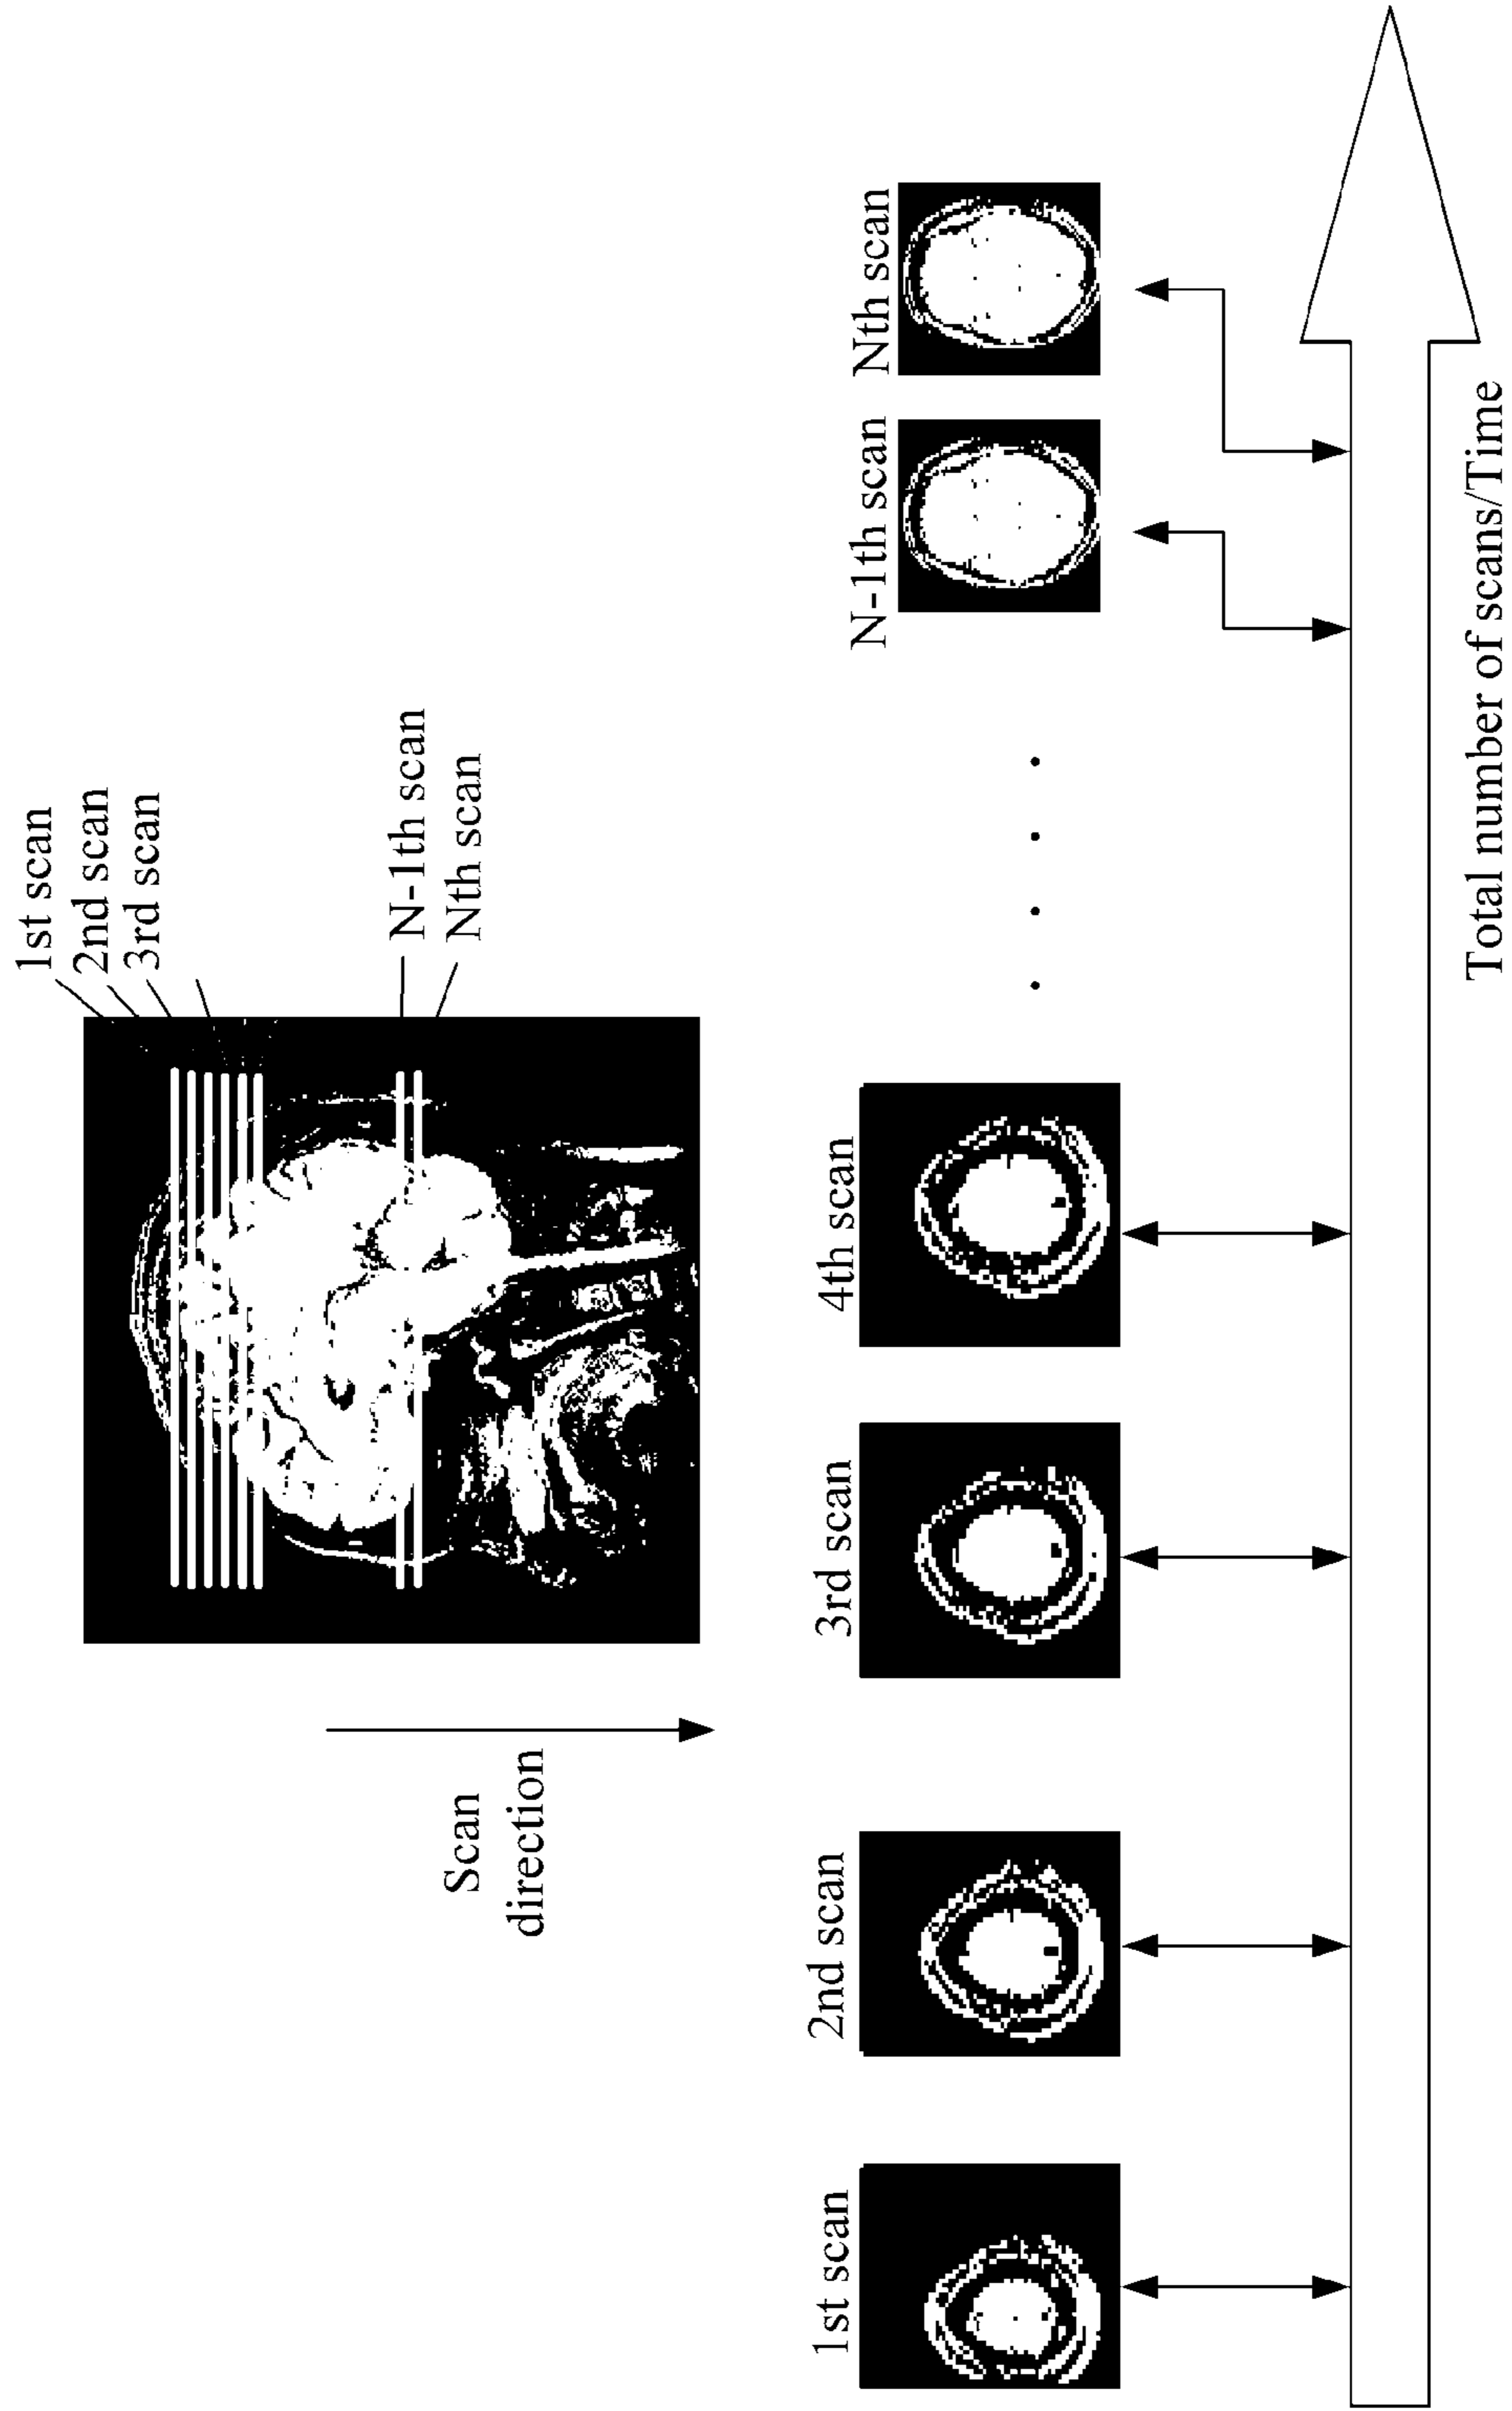 1st scan
2nd scan
3rd scan
N-1th scan
Nth scan
Scan
direction
1st scan
2nd scan
3rd scan
4th scan
N-1th scan
Nth scan
Total number of scans/Time